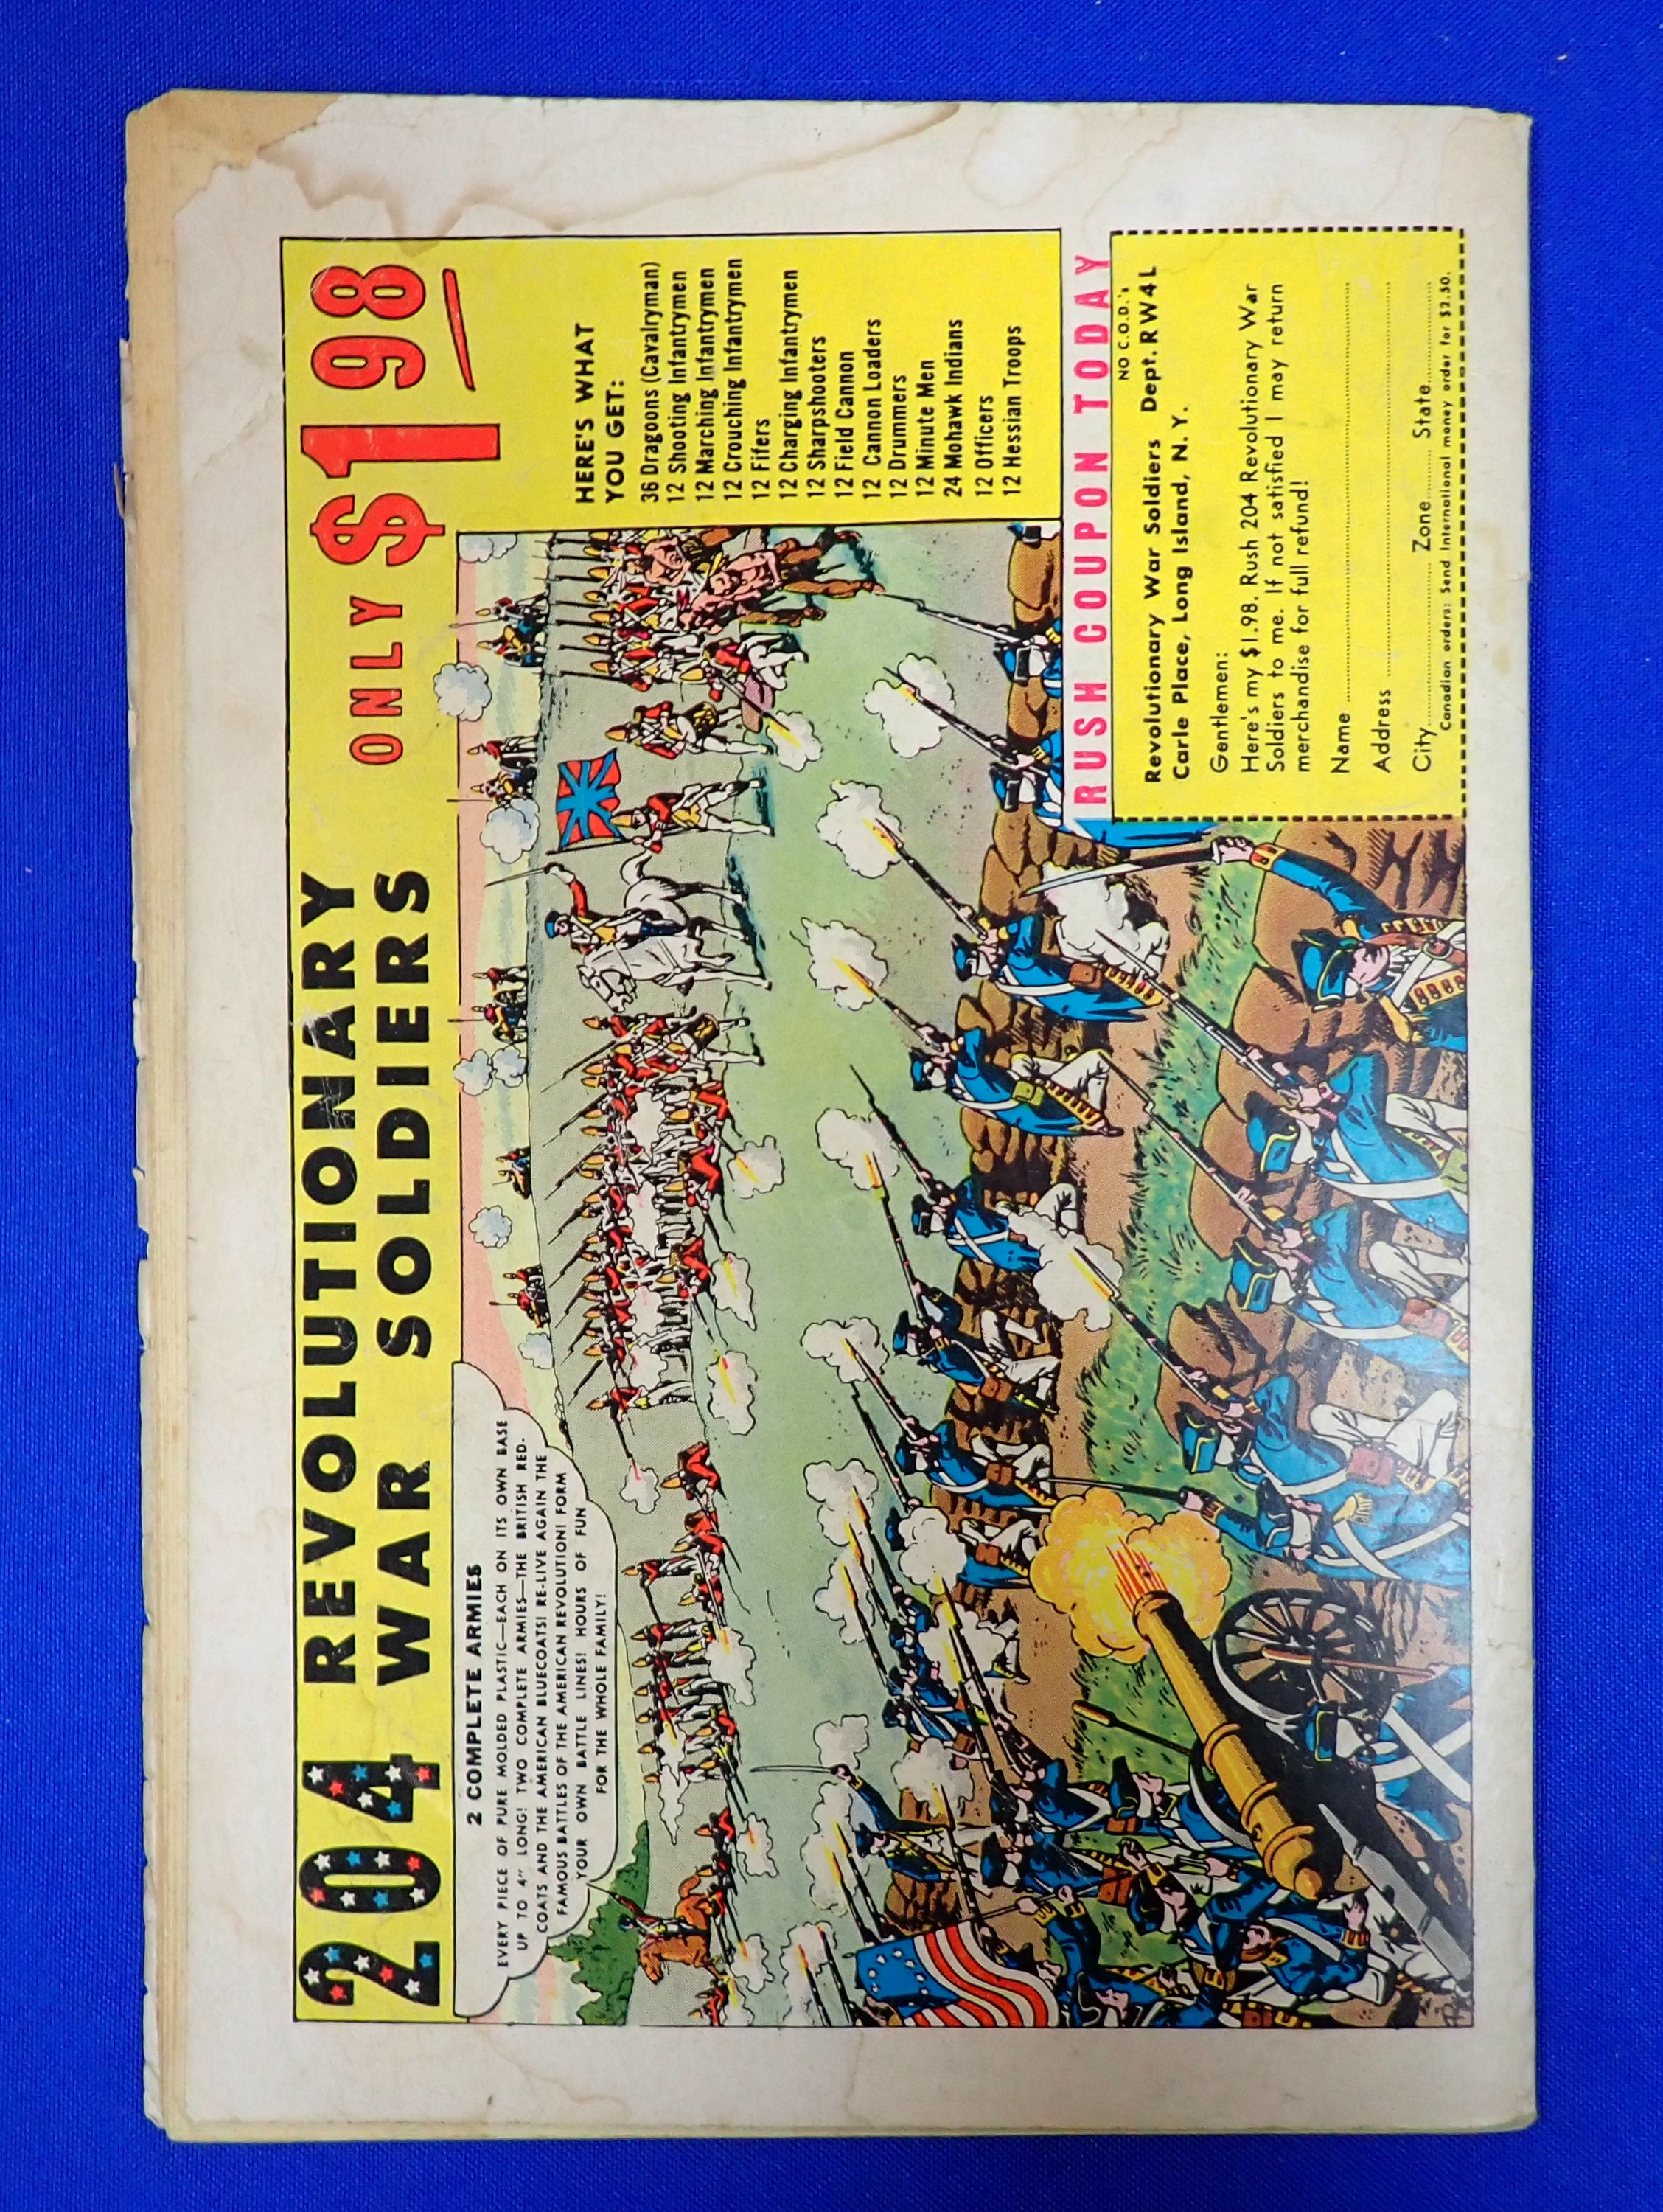 204 REVOLUTIONARY
WAR SOLDIERS
ONLY $198
2 COMPLETE ARMIES
EVERY PIECE OF PURE MOLDED PLASTIC—EACH ON ITS OWN BASE
UP TO 4" LONG! TWO COMPLETE ARMIES—THE BRITISH RED-
COATS AND THE AMERICAN BLUECOATS! RE-LIVE AGAIN THE
FAMOUS BATTLES OF THE AMERICAN REVOLUTION! FORM
YOUR OWN BATTLE LINES! HOURS OF FUN
FOR THE WHOLE FAMILY!
HERE'S WHAT
YOU GET:
36 Dragoons (Cavalryman)
12 Shooting Infantrymen
12 Marching Infantrymen
12 Crouching Infantrymen
12 Fifers
12 Charging Infantrymen
12 Sharpshooters
12 Field Cannon
12 Cannon Loaders
12 Drummers
12 Minute Men
24 Mohawk Indians
12 Officers
12 Hessian Troops
RUSH COUPON TODAY
NO C.O.D.'s
Revolutionary War Soldiers Dept. RW4L
Carle Place, Long Island, N. Y.
Gentlemen:
Here's my $1.98. Rush 204 Revolutionary War
Soldiers to me. If not satisfied I may return
merchandise for full refund!
Name
Address
City Zone State
Canadian orders: Send International money order for $2.50.